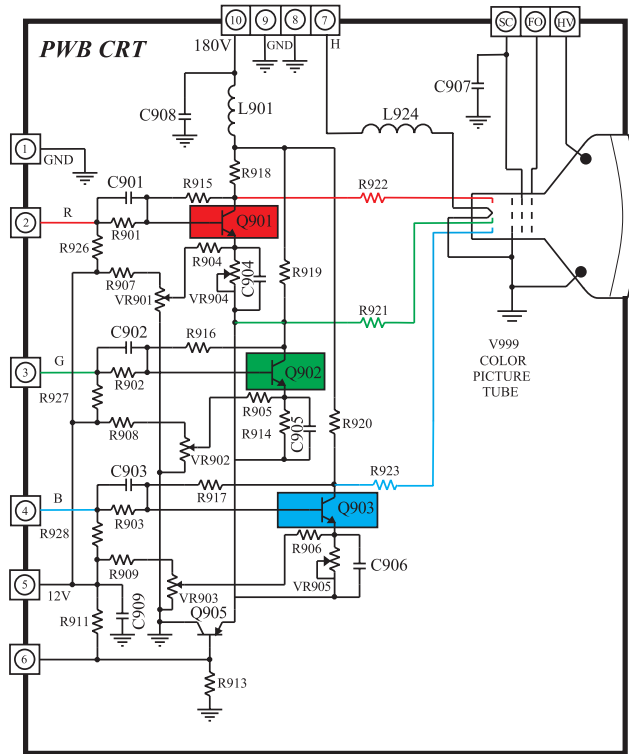 10 9 8 7
SC FO HV
PWB CRT
180V GND H
C907
C908
L901
L924
1
GND
R918
C901 R915 R922
2 R
R901 Q901
R926
R904
C904
R907
VR901 VR904
R919
R921
C902 R916
V999
COLOR
PICTURE
TUBE
3 G
R902 Q902
R927
R905
R908 R914 C905 R920
VR902
C903 R917 R923
4 B
R903 Q903
R928
R906
R909 C906
5 VR903 VR905
12V
C909
R911 Q905
6
R913